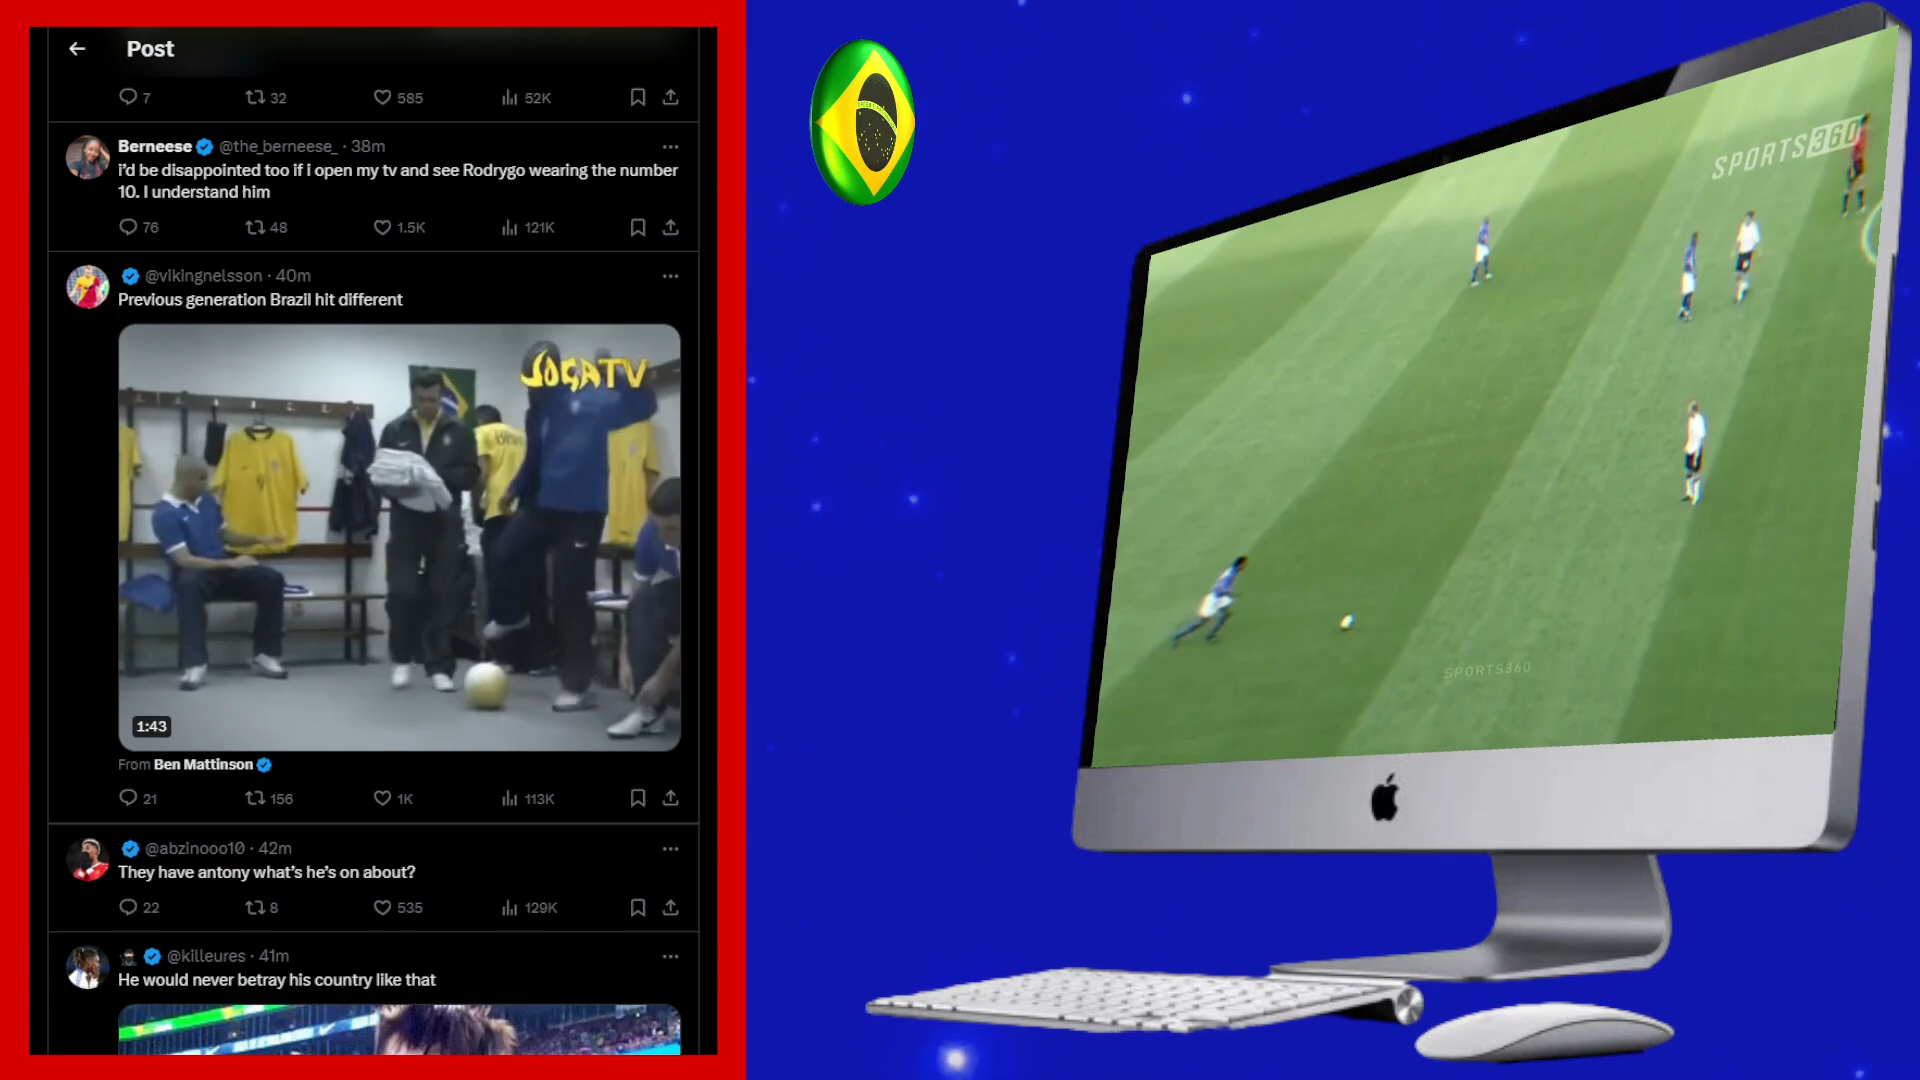 Post
7 32 585 52K
Berneese @the_berneese_ · 38m
i'd be disappointed too if i open my tv and see Rodrygo wearing the number
10. I understand him
76 48 1.5K 121K
@vikingnelsson · 40m
Previous generation Brazil hit different
JOGATV
1:43
From Ben Mattinson
21 156 1K 113K
@abzinooo10 · 42m
They have antony what's he's on about?
22 8 535 129K
@killeures · 41m
He would never betray his country like that
SPORTS360
SPORTS360